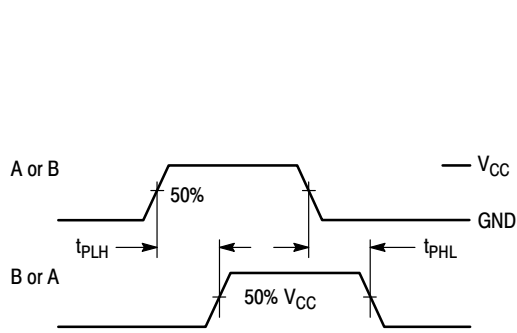 A or B
V_CC
50%
GND
t_PLH
t_PHL
B or A
50% V_CC